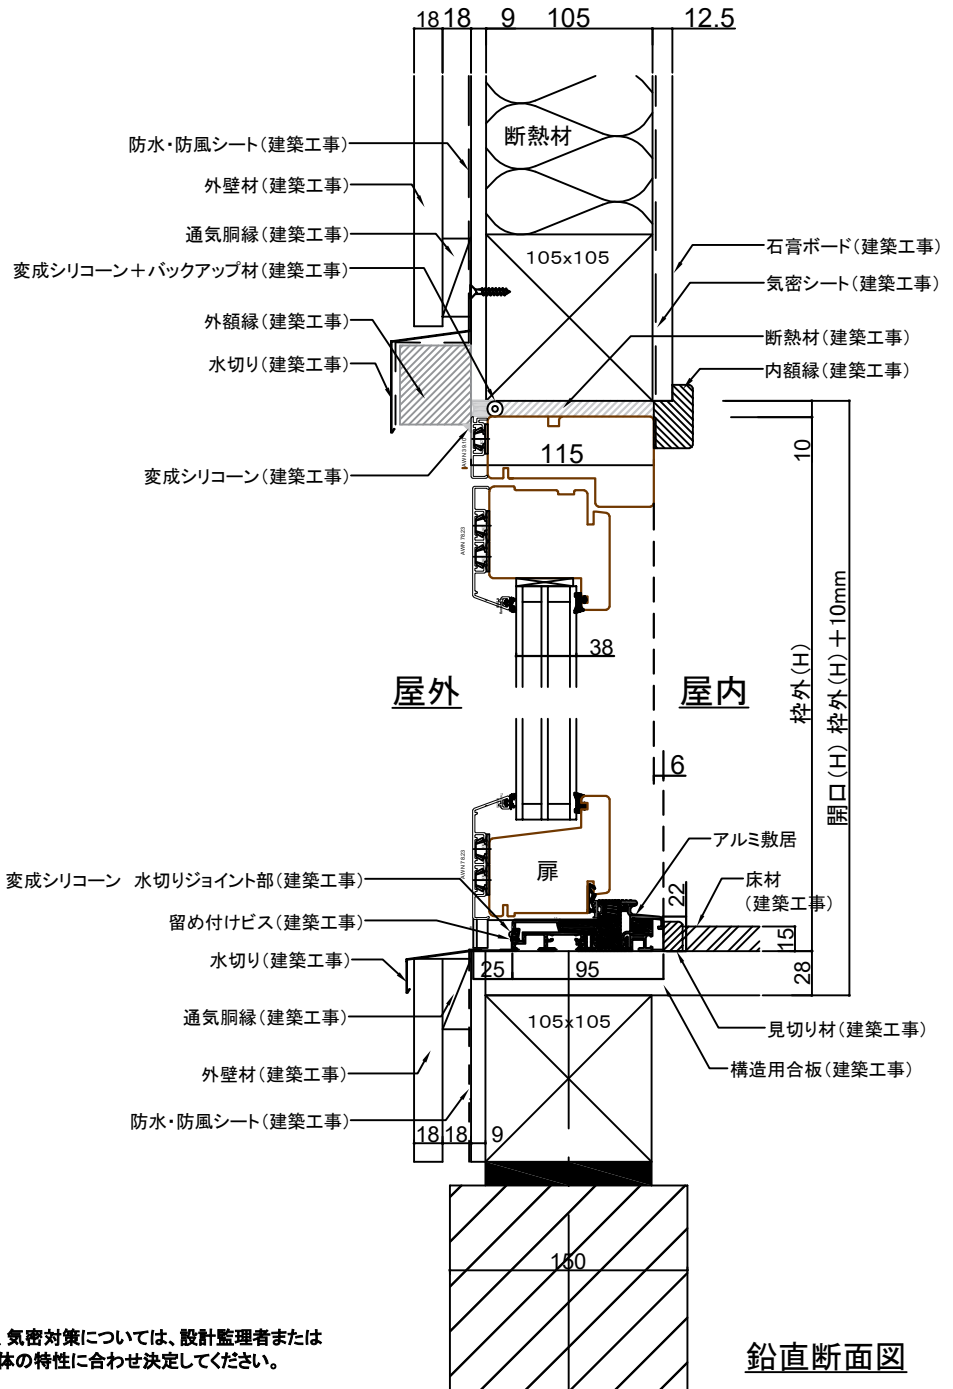 18 18 9 105 12.5
断熱材
防水・防風シート(建築工事)
外壁材(建築工事)
通気胴縁(建築工事)
変成シリコーン＋バックアップ材(建築工事)
外額縁(建築工事)
水切り(建築工事)
変成シリコーン(建築工事)
105x105
石膏ボード(建築工事)
気密シート(建築工事)
断熱材(建築工事)
内額縁(建築工事)
115
10
AWN 7823
38
屋外
屋内
枠外(H)
開口(H) 枠外(H)＋10mm
6
AWN 7823
扉
アルミ敷居
変成シリコーン 水切りジョイント部(建築工事)
留め付けビス(建築工事)
水切り(建築工事)
22
床材
(建築工事)
15
25 95
28
105x105
通気胴縁(建築工事)
外壁材(建築工事)
防水・防風シート(建築工事)
見切り材(建築工事)
構造用合板(建築工事)
18 18 9
150
気密対策については、設計監理者または
体の特性に合わせ決定してください。
鉛直断面図